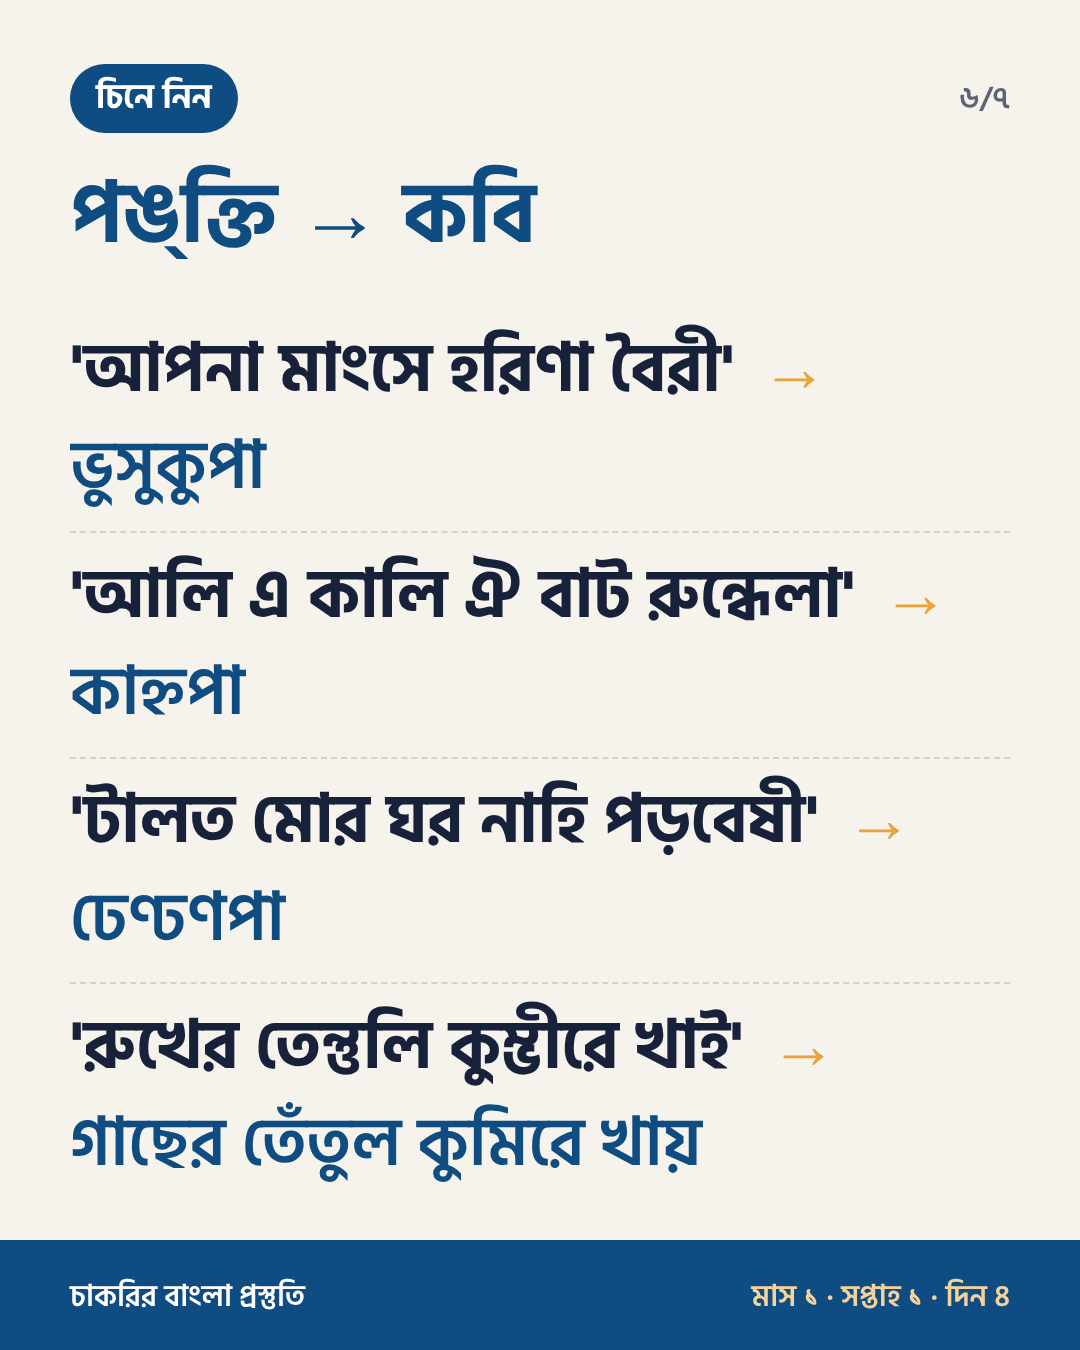 চিনে নিন
৬/৭
পঙ্‌ক্তি → কবি
'আপনা মাংসে হরিণা বৈরী' →
ভুসুকুপা
'আলি এ কালি ঐ বাট রুন্ধেলা' →
কাহ্নপা
'টালত মোর ঘর নাহি পড়বেষী' →
ঢেণ্ঢণপা
'রুখের তেন্তুলি কুম্ভীরে খাই' →
গাছের তেঁতুল কুমিরে খায়
চাকরির বাংলা প্রস্তুতি
মাস ১ · সপ্তাহ ১ · দিন ৪